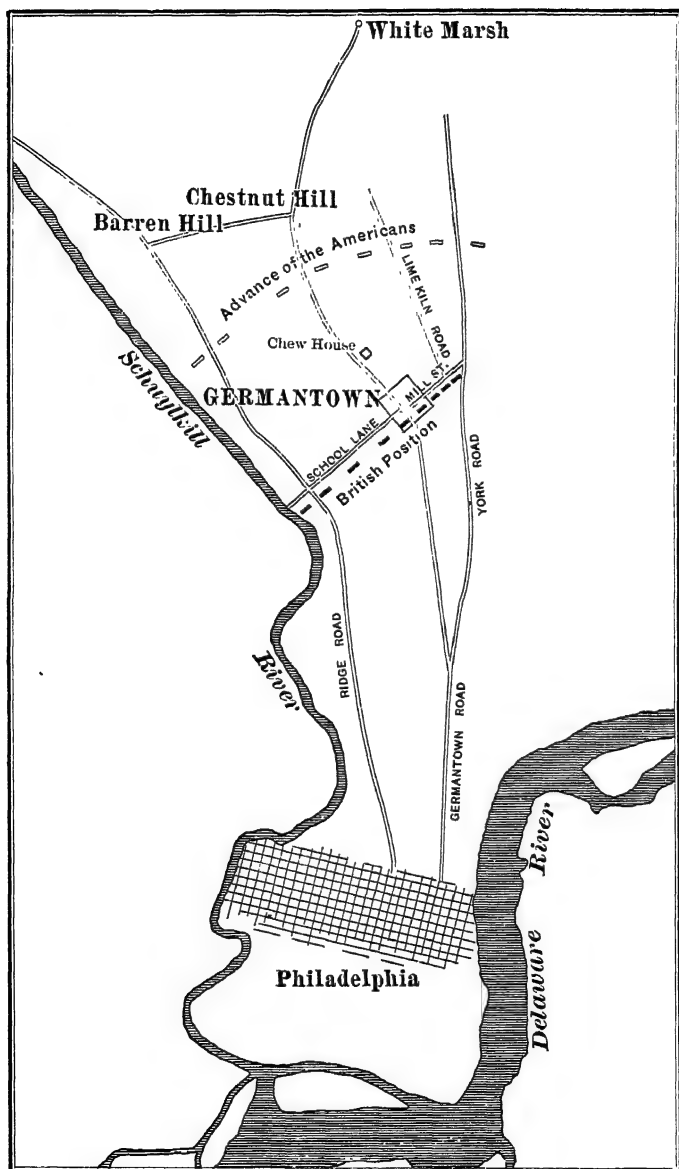 White Marsh
Chestnut Hill
Barren Hill
Advance of the Americans
LIME KILN ROAD
Chew House
GERMANTOWN
MILL ST.
SCHOOL LANE
British Position
YORK ROAD
Schuylkill
River
RIDGE ROAD
GERMANTOWN ROAD
River
Delaware
Philadelphia